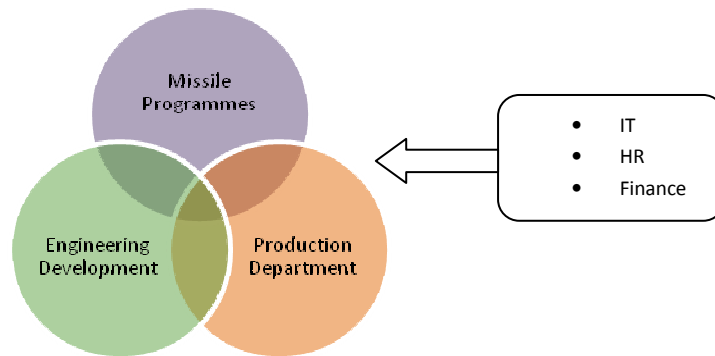 Missile
Programmes
Engineering
Development
Production
Department
• IT
• HR
• Finance